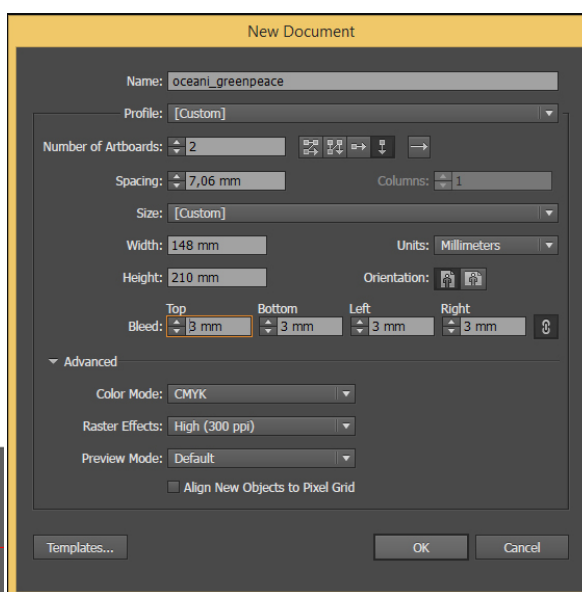 New Document
Name: oceani_greenpeace
Profile: [Custom]
Number of Artboards: 2
Spacing: 7,06 mm Columns: 1
Size: [Custom]
Width: 148 mm Units: Millimeters
Height: 210 mm Orientation:
Top Bottom Left Right
Bleed: 3 mm 3 mm 3 mm 3 mm
Advanced
Color Mode: CMYK
Raster Effects: High (300 ppi)
Preview Mode: Default
Align New Objects to Pixel Grid
Templates... OK Cancel